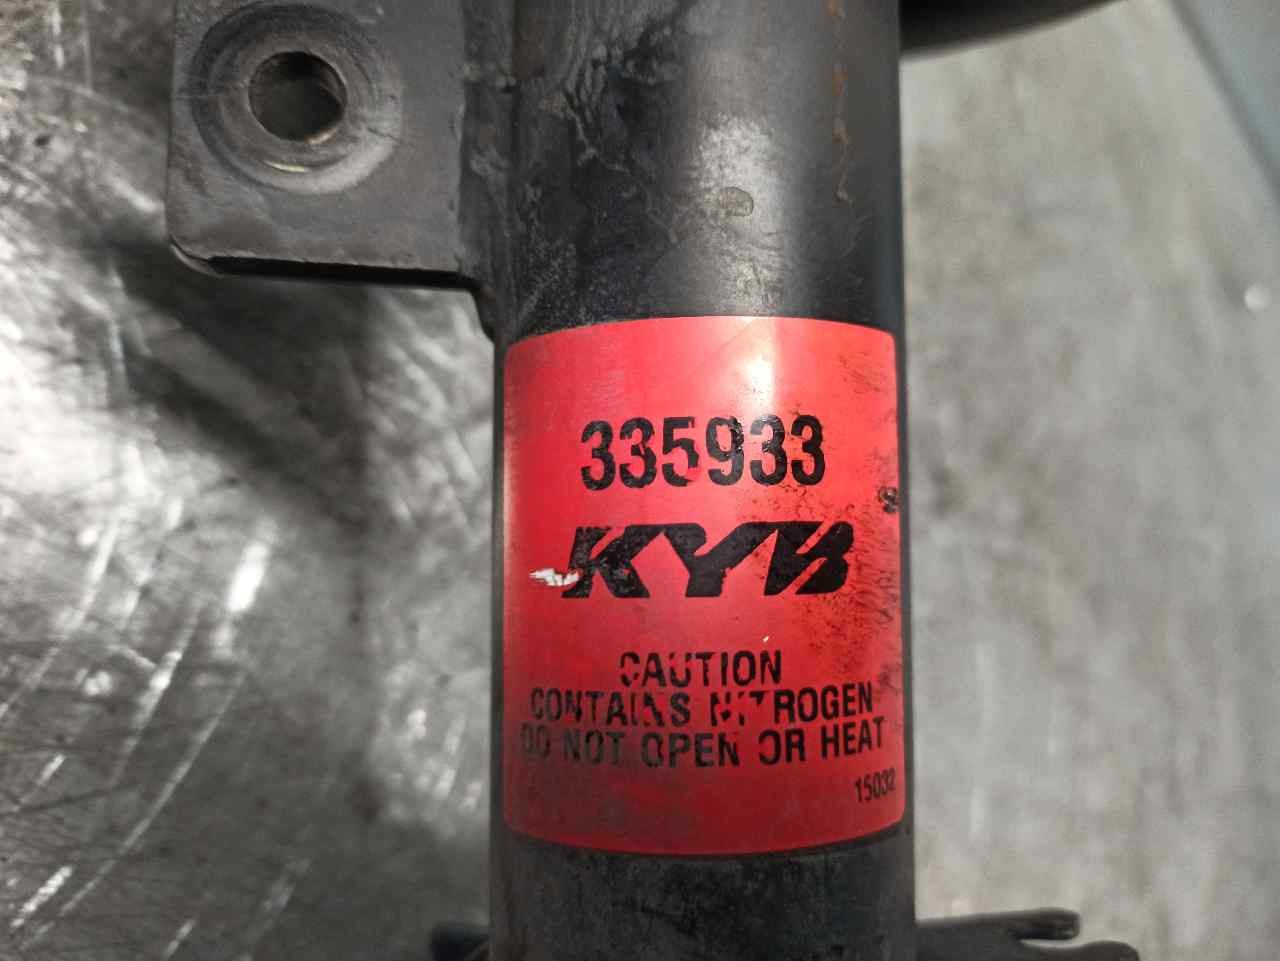 335933
KYB
CAUTION
CONTAINS NITROGEN
DO NOT OPEN OR HEAT
15032